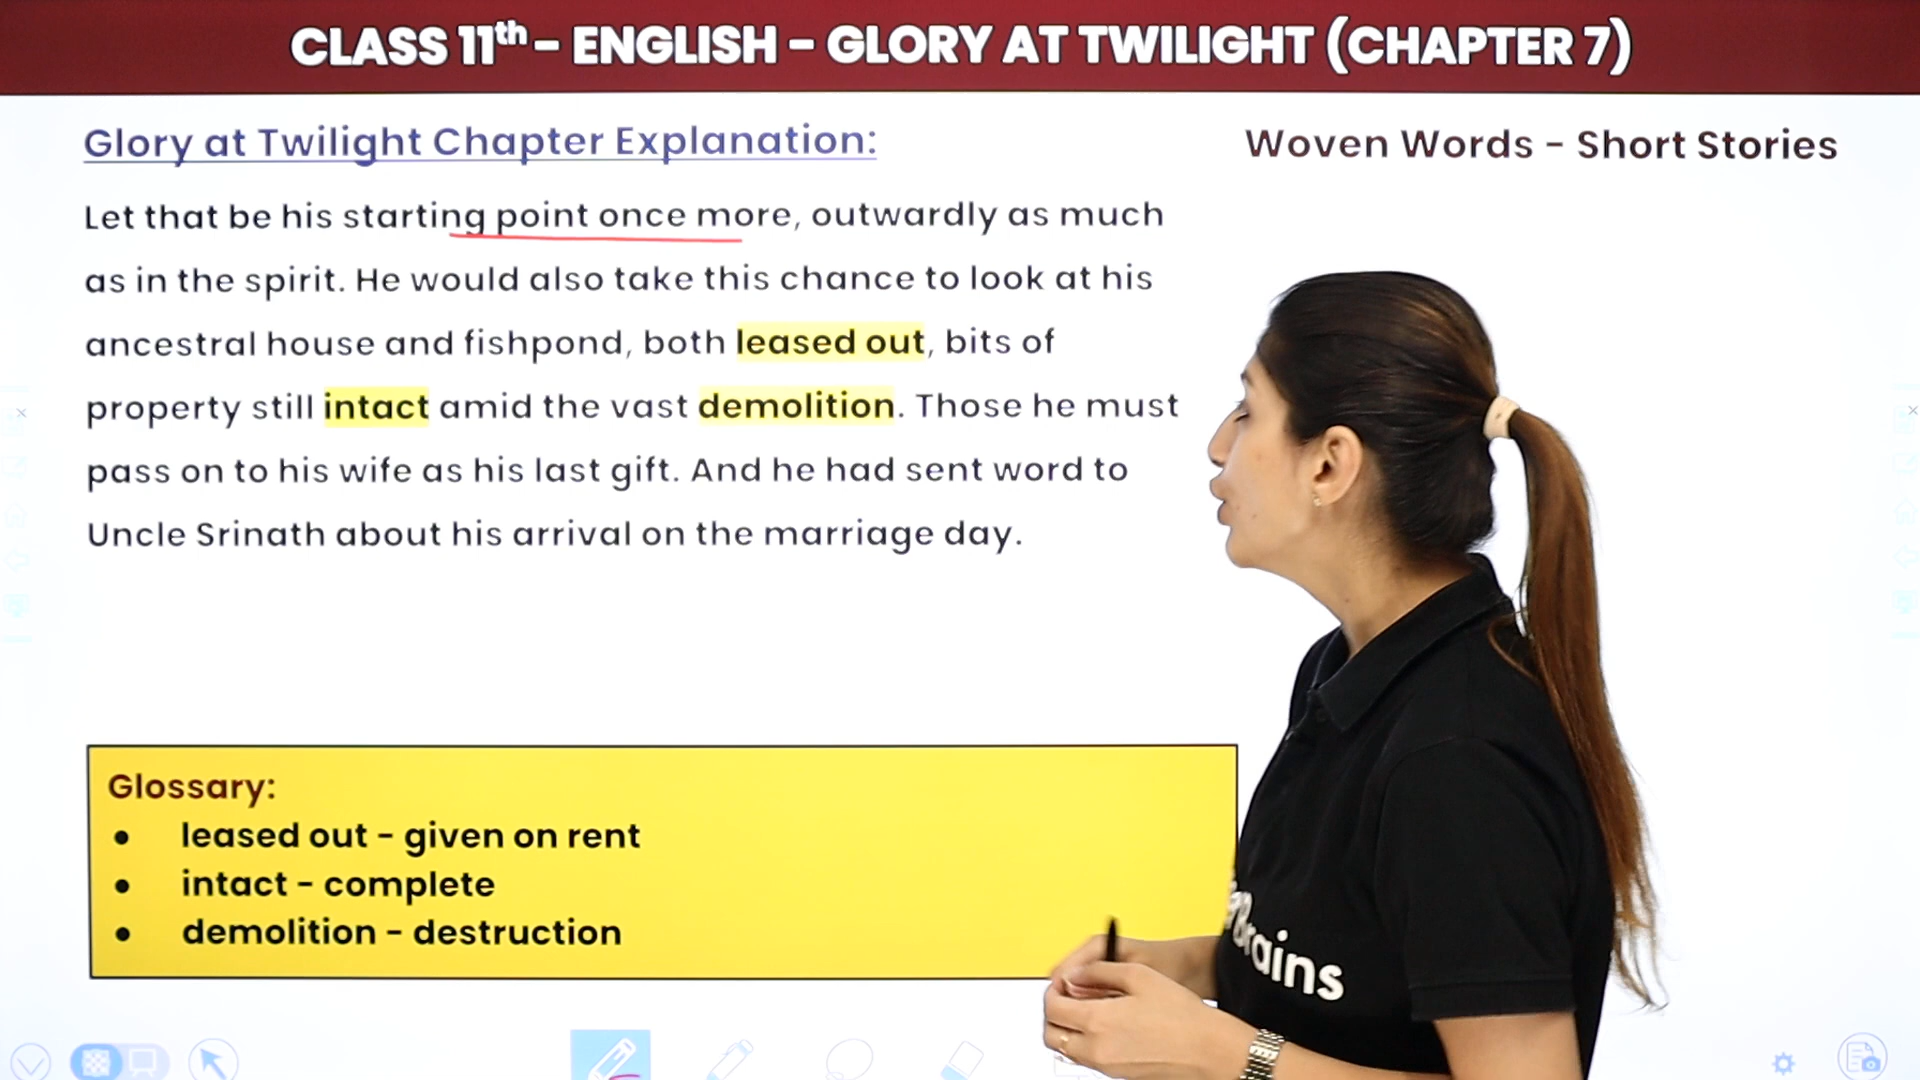 CLASS 11th – ENGLISH – GLORY AT TWILIGHT (CHAPTER 7)
Glory at Twilight Chapter Explanation:
Woven Words – Short Stories
Let that be his starting point once more, outwardly as much
as in the spirit. He would also take this chance to look at his
ancestral house and fishpond, both leased out, bits of
property still intact amid the vast demolition. Those he must
pass on to his wife as his last gift. And he had sent word to
Uncle Srinath about his arrival on the marriage day.
Glossary:
● leased out – given on rent
● intact – complete
● demolition – destruction
Brains